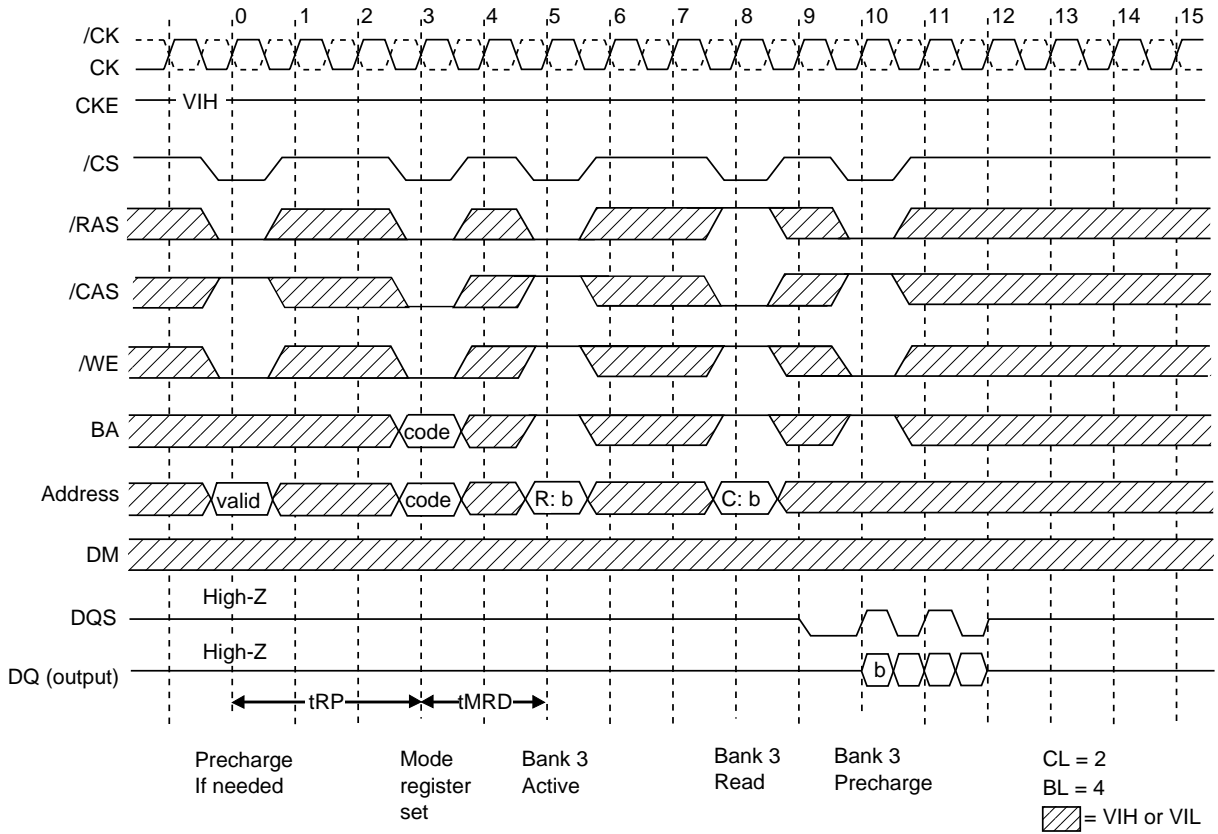 0 1 2 3 4 5 6 7 8 9 10 11 12 13 14 15
/CK
CK
CKE
VIH
/CS
/RAS
/CAS
/WE
BA
code
Address
valid
code
R: b
C: b
DM
High-Z
DQS
High-Z
DQ (output)
b
tRP
tMRD
Precharge
If needed
Mode
register
set
Bank 3
Active
Bank 3
Read
Bank 3
Precharge
CL = 2
BL = 4
= VIH or VIL